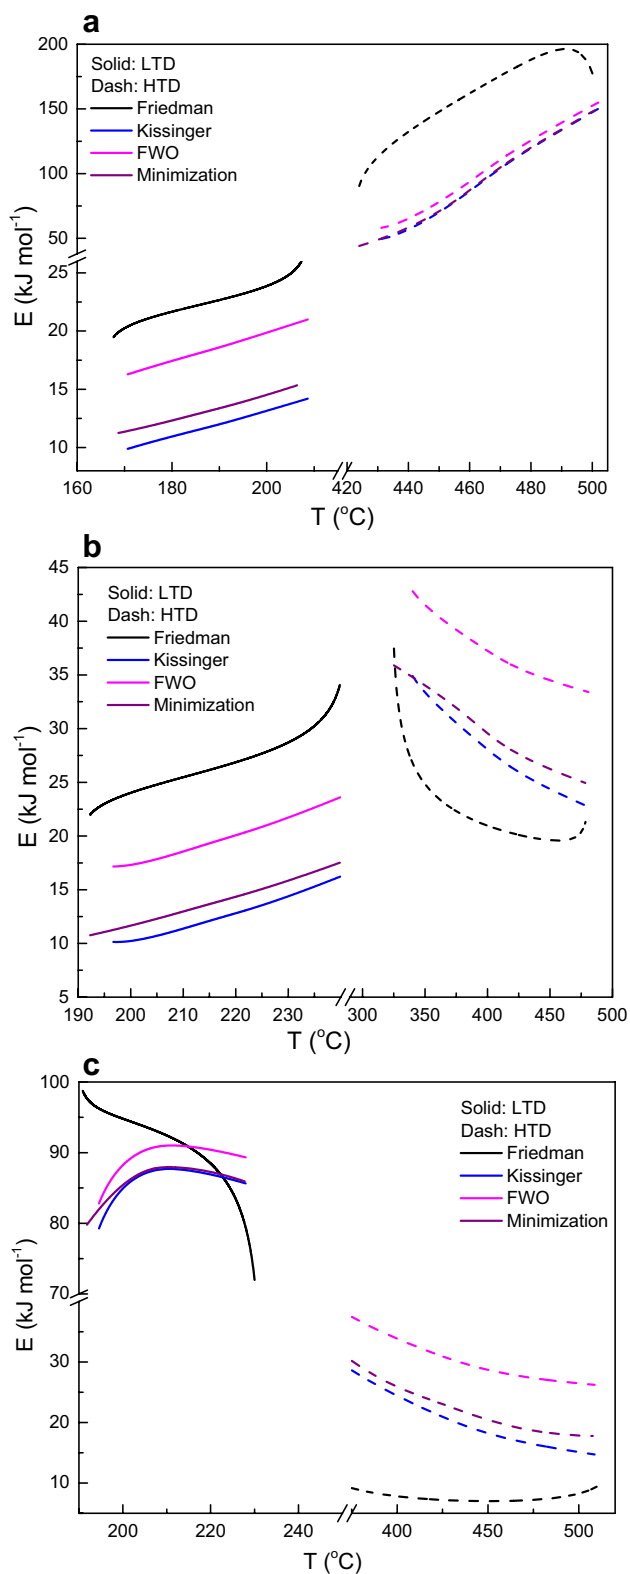 a
200
150
100
50
25
20
15
10
E (kJ mol-1)
Solid: LTD
Dash: HTD
Friedman
Kissinger
FWO
Minimization
160 180 200 420 440 460 480 500
T (oC)
b
45
40
35
30
25
20
15
10
5
E (kJ mol-1)
Solid: LTD
Dash: HTD
Friedman
Kissinger
FWO
Minimization
190 200 210 220 230 300 350 400 450 500
T (oC)
c
100
90
80
70
30
20
10
E (kJ mol-1)
Solid: LTD
Dash: HTD
Friedman
Kissinger
FWO
Minimization
200 220 240 400 450 500
T (oC)